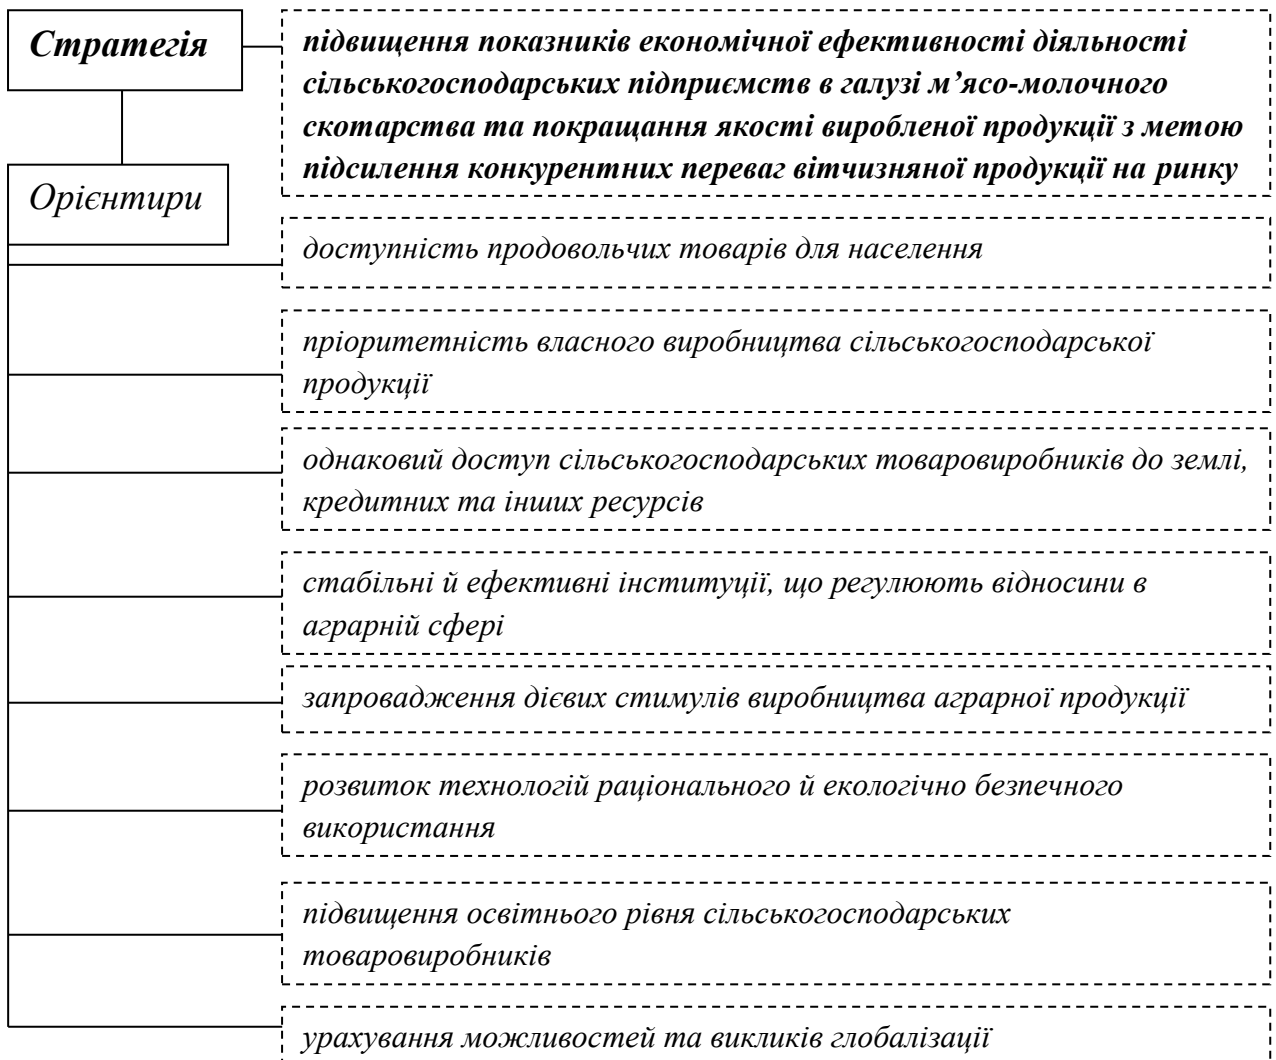 Стратегія
підвищення показників економічної ефективності діяльності
сільськогосподарських підприємств в галузі м’ясо-молочного
скотарства та покращання якості виробленої продукції з метою
підсилення конкурентних переваг вітчизняної продукції на ринку
Орієнтири
доступність продовольчих товарів для населення
пріоритетність власного виробництва сільськогосподарської
продукції
однаковий доступ сільськогосподарських товаровиробників до землі,
кредитних та інших ресурсів
стабільні й ефективні інституції, що регулюють відносини в
аграрній сфері
запровадження дієвих стимулів виробництва аграрної продукції
розвиток технологій раціонального й екологічно безпечного
використання
підвищення освітнього рівня сільськогосподарських
товаровиробників
урахування можливостей та викликів глобалізації